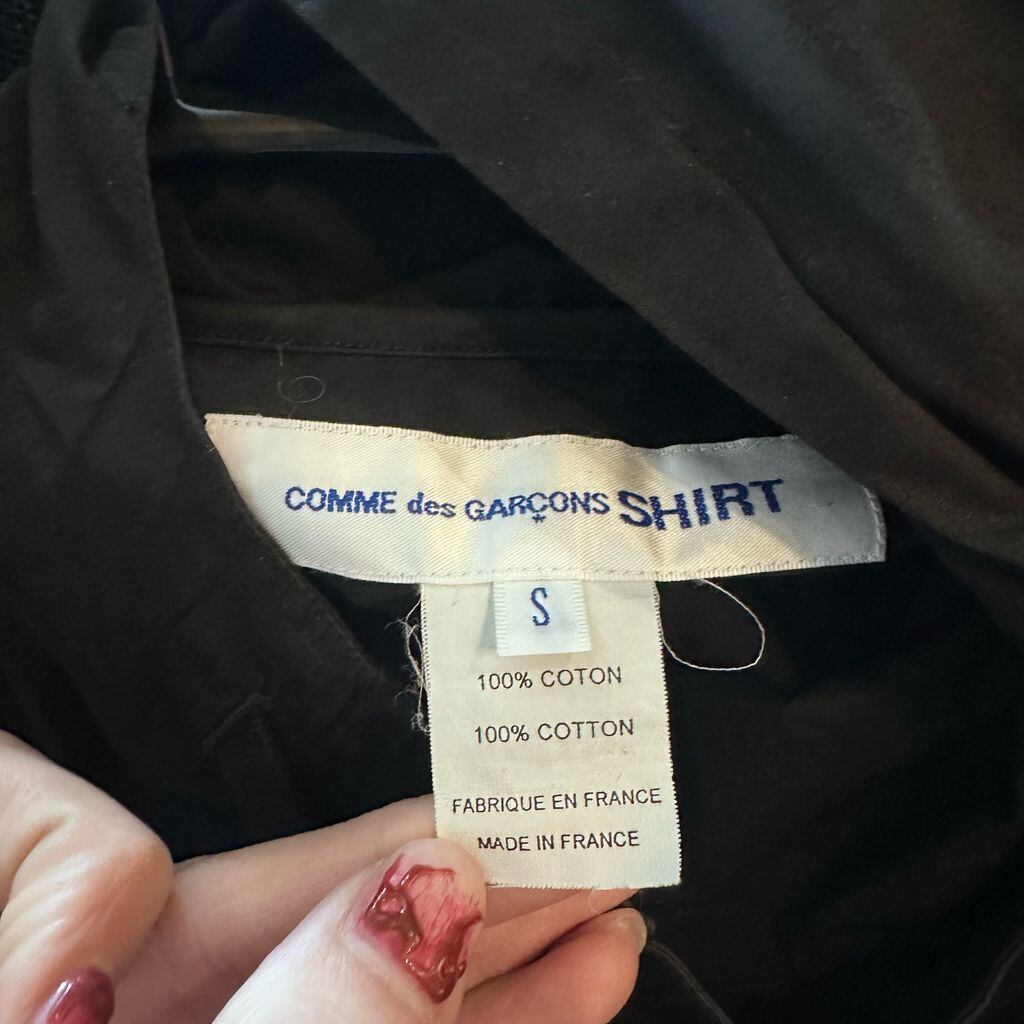 COMME des GARÇONS SHIRT
S
100% COTON
100% COTTON
FABRIQUE EN FRANCE
MADE IN FRANCE